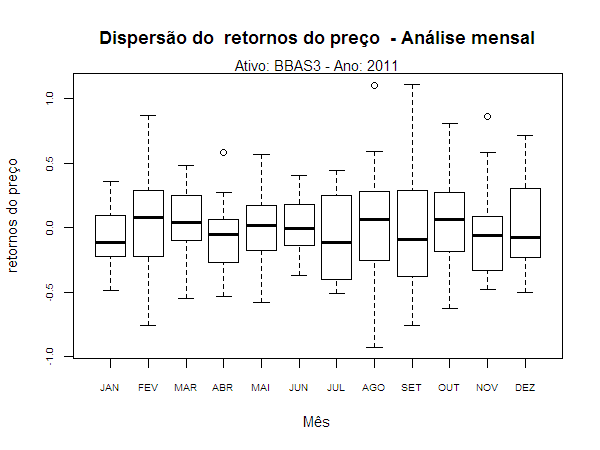 Dispersão do  retornos do preço  - Análise mensal
Ativo: BBAS3 - Ano: 2011
retornos do preço
1.0
0.5
0.0
-0.5
-1.0
JAN FEV MAR ABR MAI JUN JUL AGO SET OUT NOV DEZ
Mês